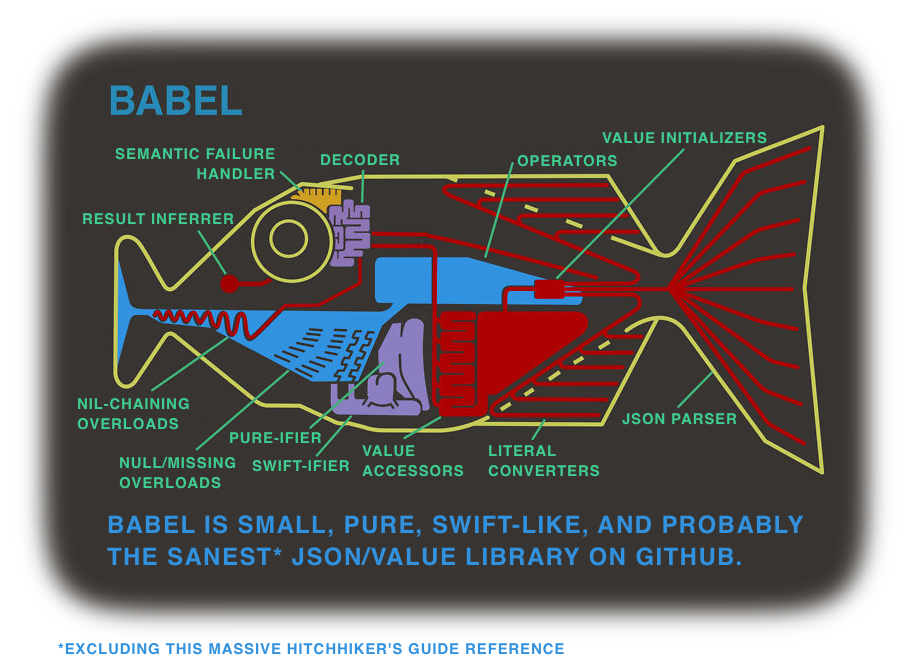 BABEL
VALUE INITIALIZERS
SEMANTIC FAILURE
HANDLER
DECODER
OPERATORS
RESULT INFERRER
NIL-CHAINING
OVERLOADS
JSON PARSER
PURE-IFIER
VALUE
ACCESSORS
LITERAL
CONVERTERS
NULL/MISSING
OVERLOADS
SWIFT-IFIER
BABEL IS SMALL, PURE, SWIFT-LIKE, AND PROBABLY
THE SANEST* JSON/VALUE LIBRARY ON GITHUB.
*EXCLUDING THIS MASSIVE HITCHHIKER'S GUIDE REFERENCE